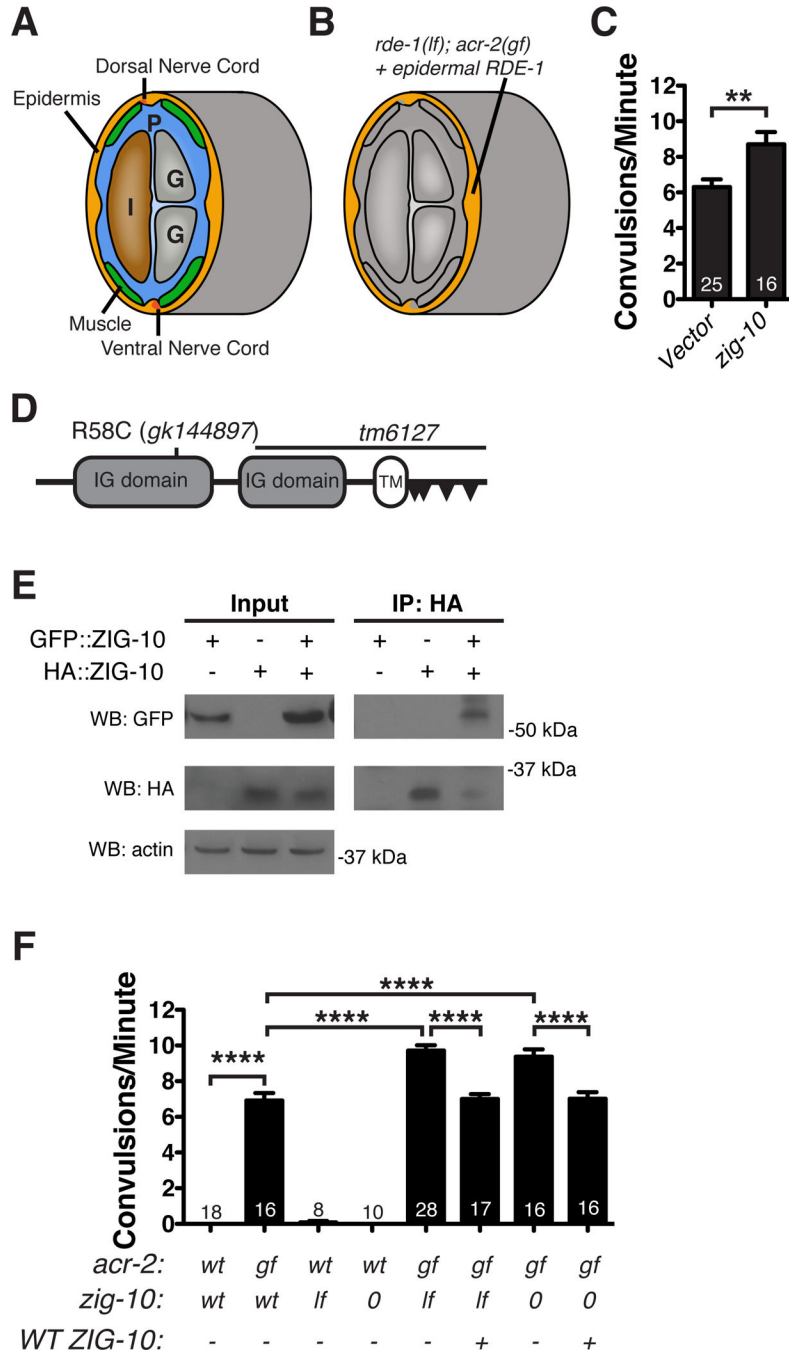 A
Dorsal Nerve Cord
Epidermis
P
I
G
G
Muscle
Ventral Nerve Cord
B
rde-1(lf); acr-2(gf)
+ epidermal RDE-1
C
Convulsions/Minute
12
10
8
6
4
2
0
**
25
16
Vector
zig-10
D
R58C (gk144897)
tm6127
IG domain
IG domain
TM
E
Input
IP: HA
GFP::ZIG-10 + - + + - +
HA::ZIG-10 - + + - + +
WB: GFP
-50 kDa
-37 kDa
WB: HA
WB: actin
-37 kDa
F
Convulsions/Minute
12
10
8
6
4
2
0
****
****
****
****
****
18 16 8 10 28 17 16 16
acr-2: wt gf wt wt gf gf gf gf
zig-10: wt wt lf 0 lf lf 0 0
WT ZIG-10: - - - - - + - +